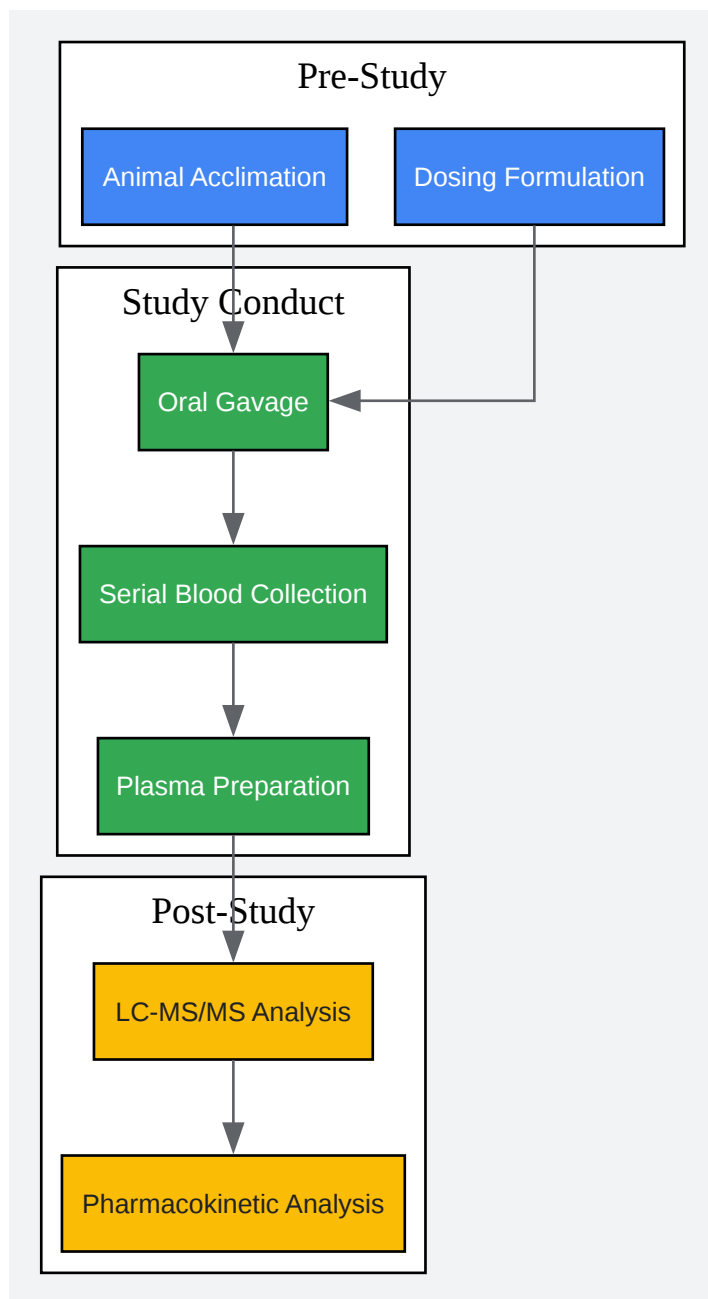 Pre-Study
Animal Acclimation
Dosing Formulation
Study Conduct
Oral Gavage
Serial Blood Collection
Plasma Preparation
Post-Study
LC-MS/MS Analysis
Pharmacokinetic Analysis